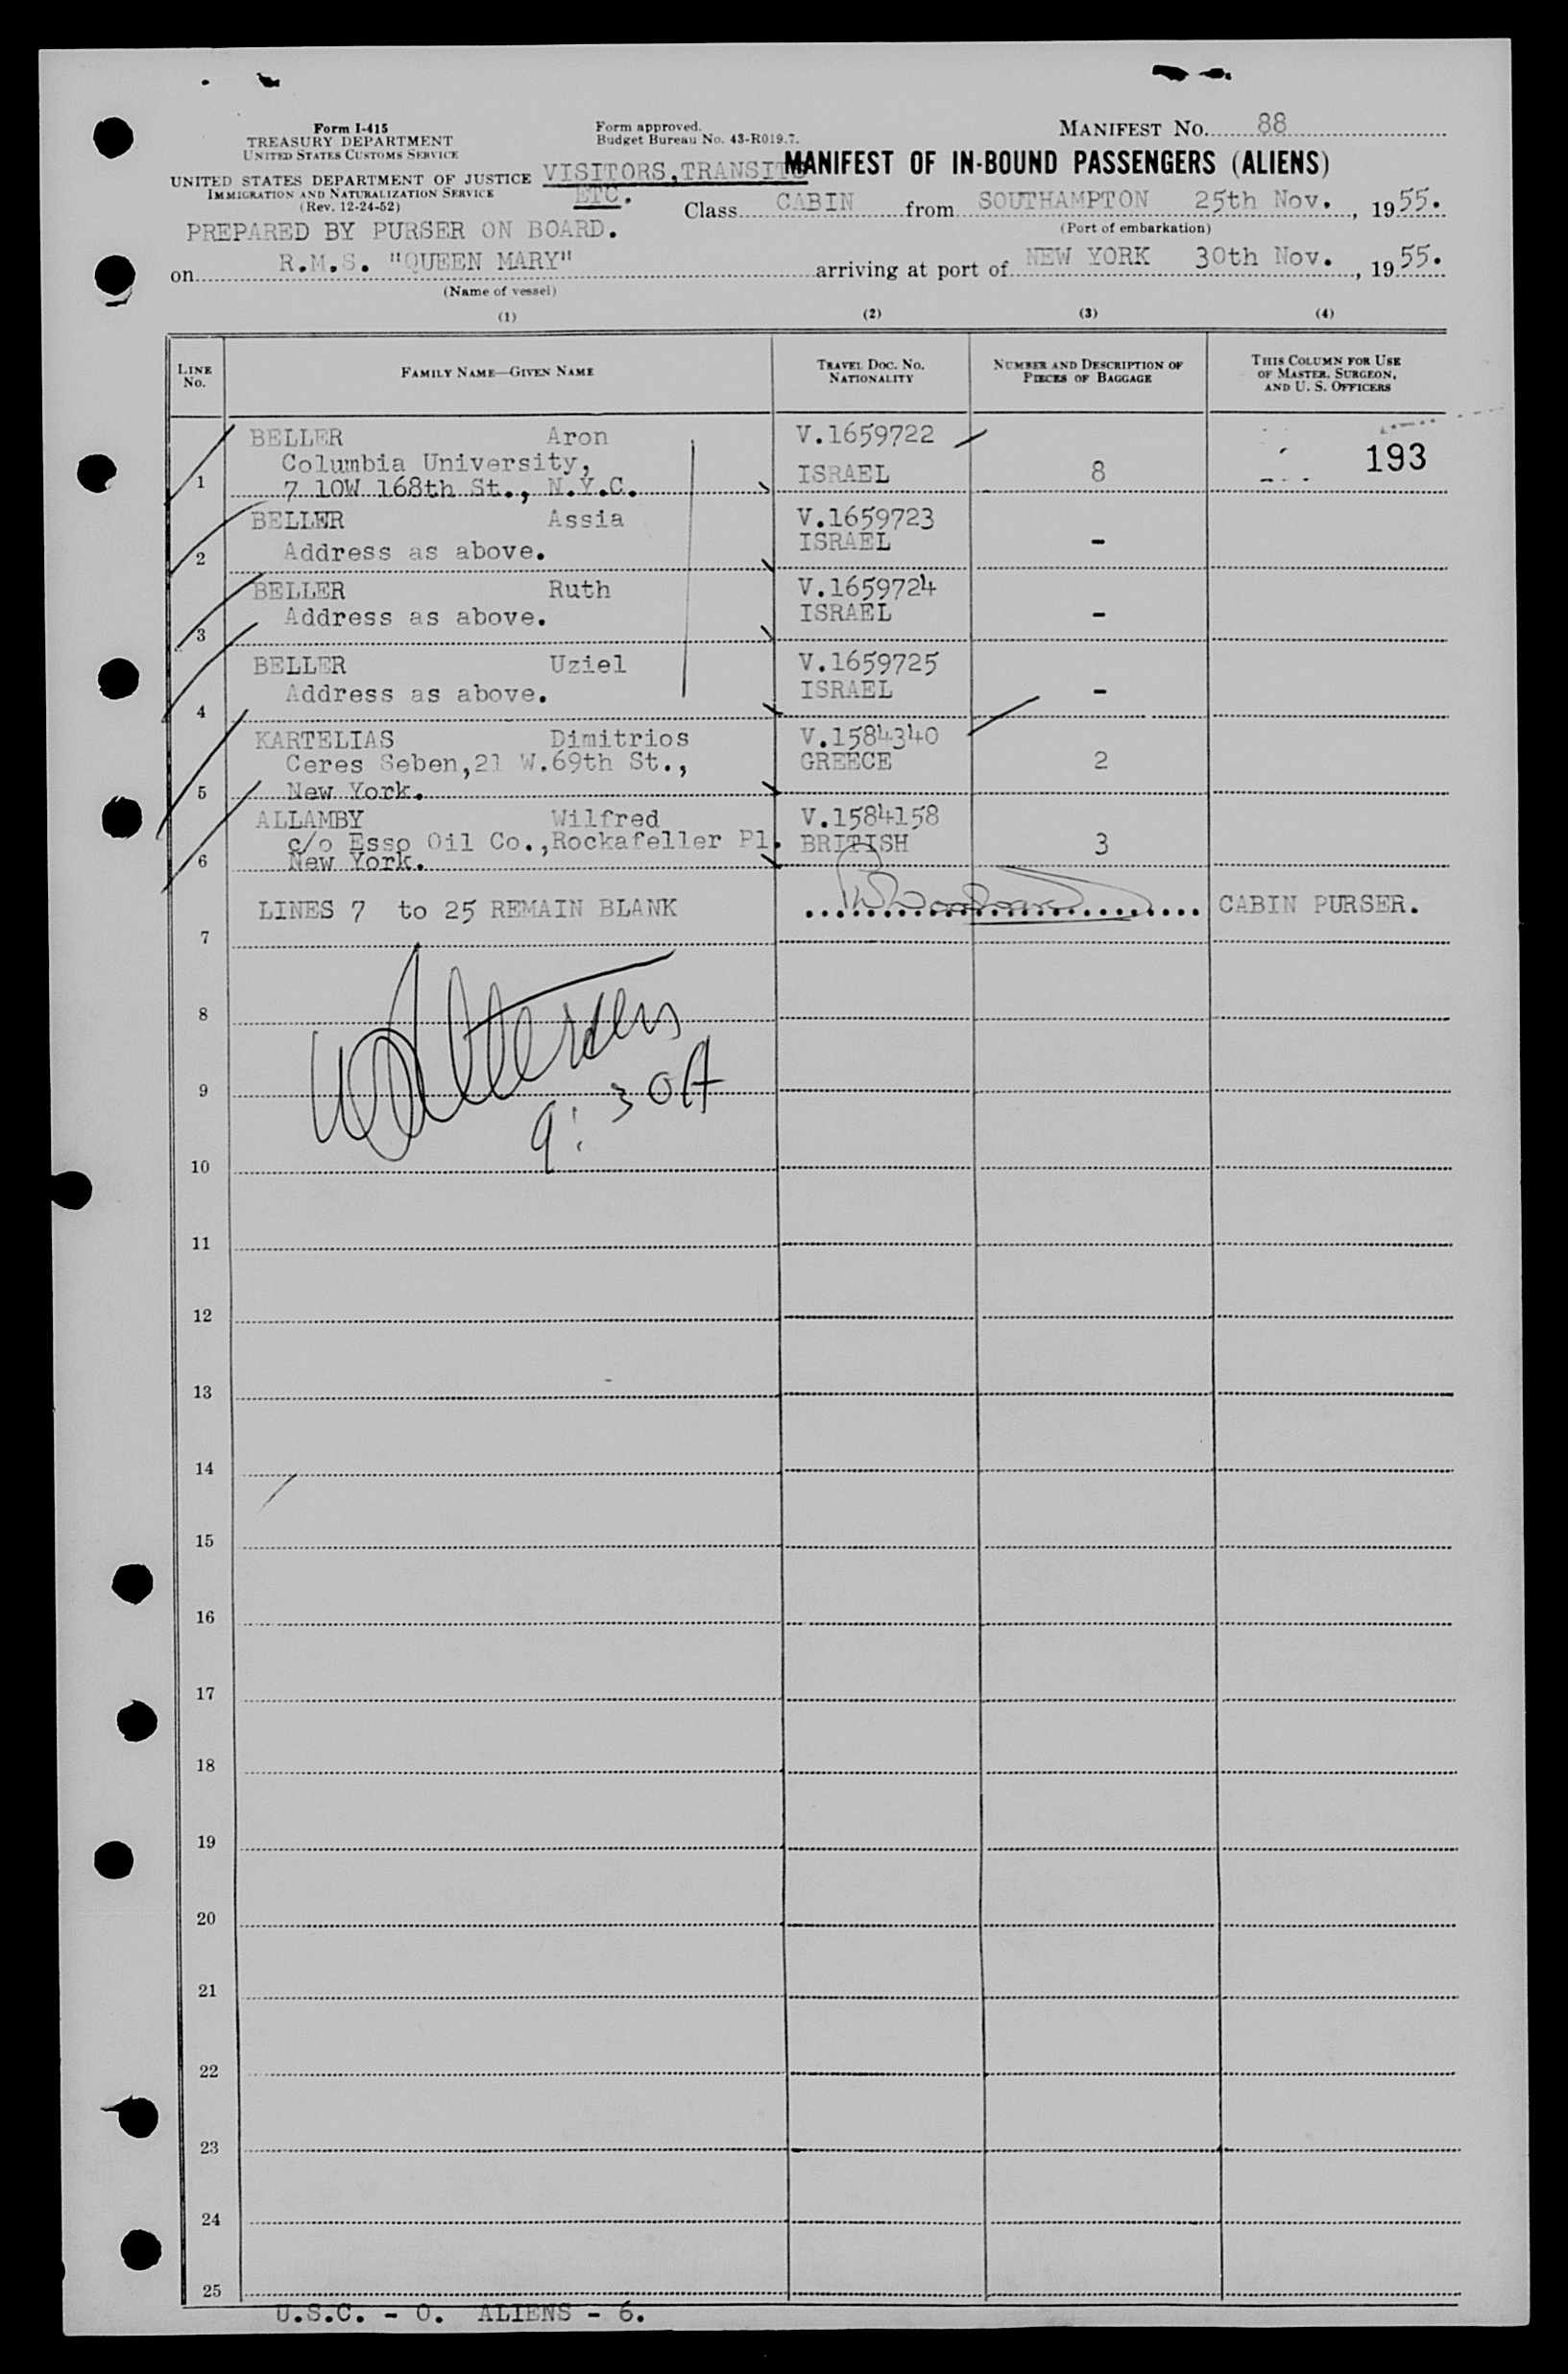 Form I-415
TREASURY DEPARTMENT
UNITED STATES CUSTOMS SERVICE
UNITED STATES DEPARTMENT OF JUSTICE
IMMIGRATION AND NATURALIZATION SERVICE
(Rev. 12-24-52)
Form approved.
Budget Bureau No. 43-R019.7.
MANIFEST NO. 88
VISITORS,TRANSITS
ETC.
MANIFEST OF IN-BOUND PASSENGERS (ALIENS)
Class CABIN from SOUTHAMPTON 25th Nov., 1955.
(Port of embarkation)
PREPARED BY PURSER ON BOARD.
on R.M.S. "QUEEN MARY" arriving at port of NEW YORK 30th Nov., 1955.
(Name of vessel)
(1) (2) (3) (4)
LINE NO. FAMILY NAME—GIVEN NAME TRAVEL DOC. NO. NATIONALITY NUMBER AND DESCRIPTION OF PIECES OF BAGGAGE THIS COLUMN FOR USE OF MASTER, SURGEON, AND U. S. OFFICERS
BELLER Aron V.1659722 193
Columbia University, ISRAEL 8
1 7 10W 168th St., N.Y.C.
BELLER Assia V.1659723
2 Address as above. ISRAEL -
BELLER Ruth V.1659724
3 Address as above. ISRAEL -
BELLER Uziel V.1659725
4 Address as above. ISRAEL -
KARTELIAS Dimitrios V.1584340
Ceres Seben,21 W.69th St., GREECE 2
5 New York.
ALLAMBY Wilfred V.1584158
c/o Esso Oil Co.,Rockafeller Pl. BRITISH 3
6 New York.
LINES 7 to 25 REMAIN BLANK CABIN PURSER.
7
8
9
9:30A
10
11
12
13
14
15
16
17
18
19
20
21
22
23
24
25
U.S.C. - 0. ALIENS - 6.